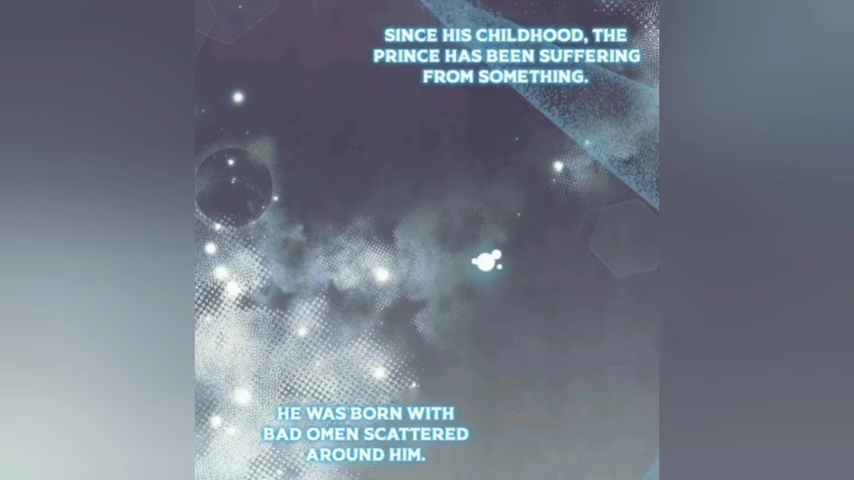 SINCE HIS CHILDHOOD, THE
PRINCE HAS BEEN SUFFERING
FROM SOMETHING.
HE WAS BORN WITH
BAD OMEN SCATTERED
AROUND HIM.